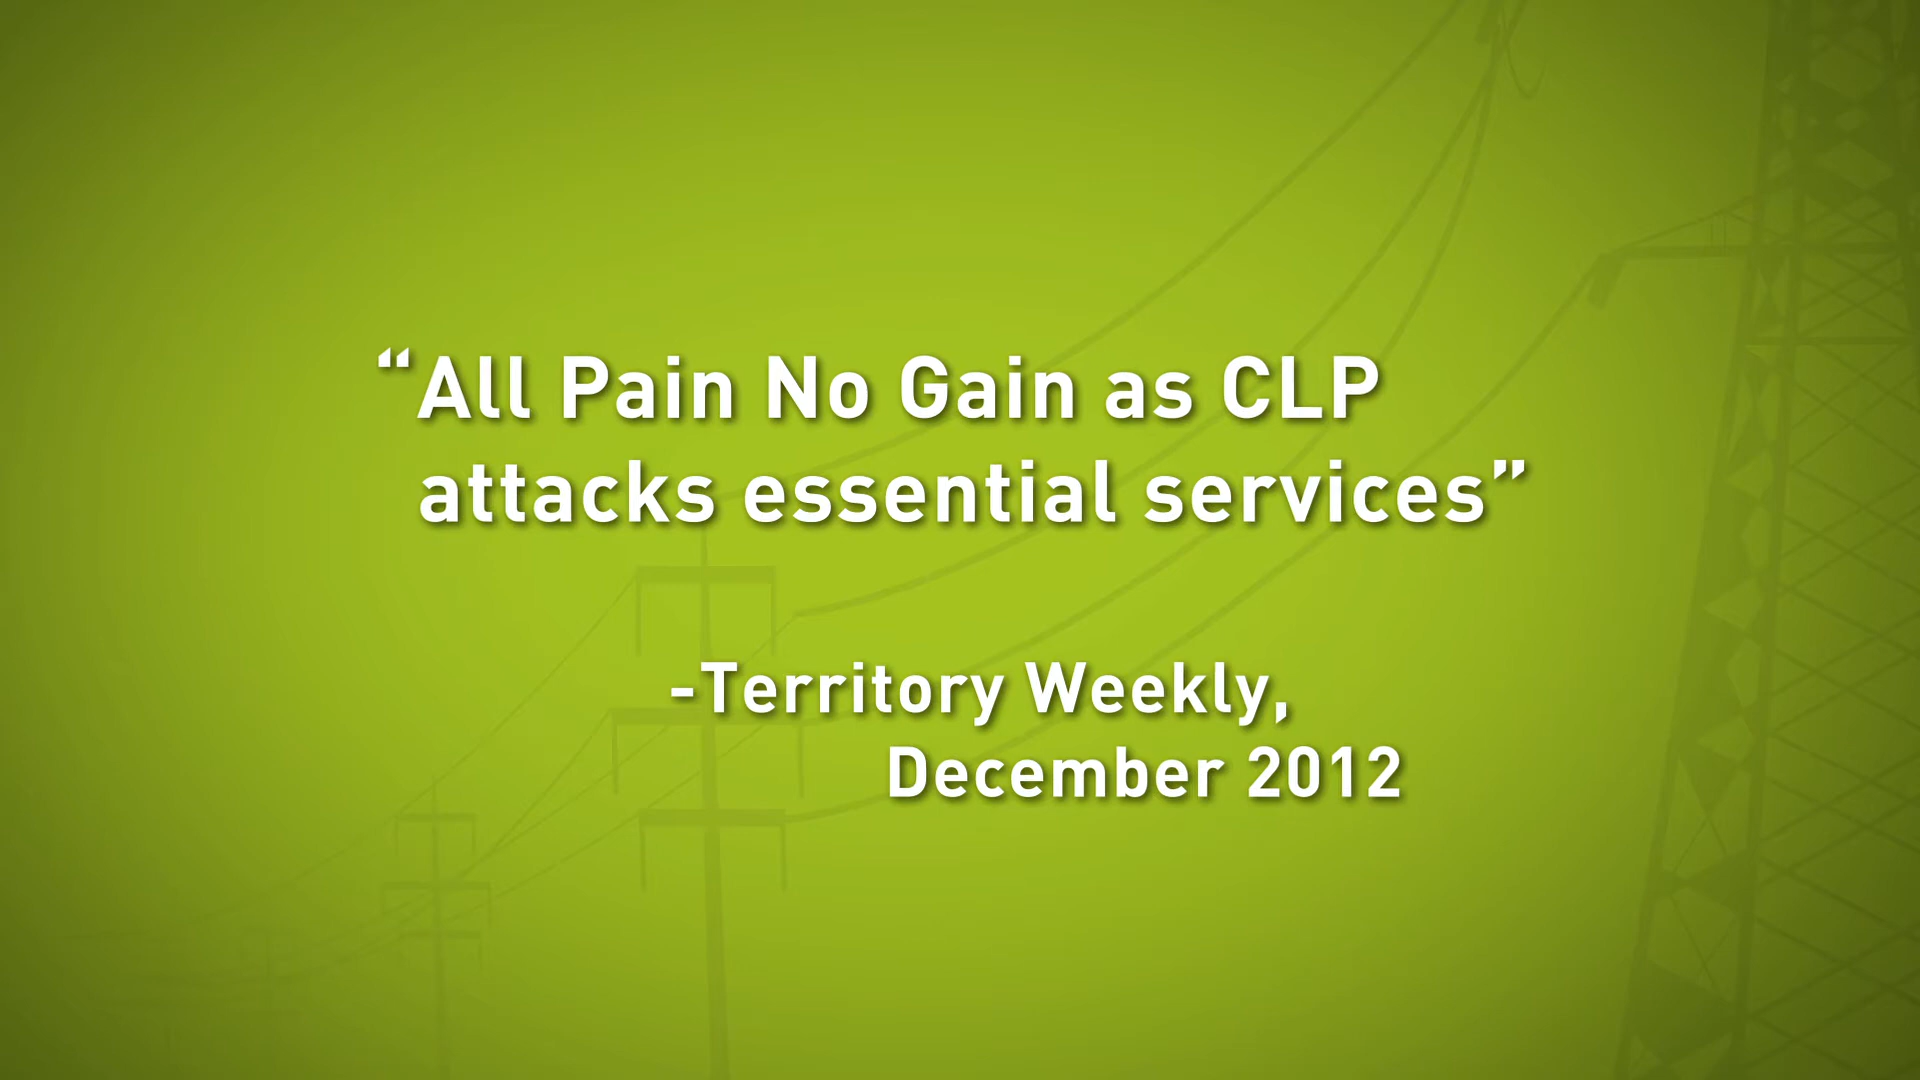 “All Pain No Gain as CLP
attacks essential services”
-Territory Weekly,
December 2012